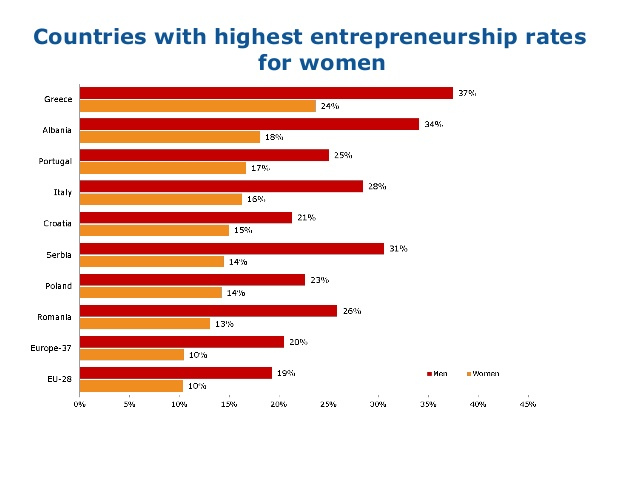 Countries with highest entrepreneurship rates
for women
Greece
37%
24%
Albania
34%
18%
Portugal
25%
17%
Italy
28%
16%
Croatia
21%
15%
Serbia
31%
14%
Poland
23%
14%
Romania
26%
13%
Europe-37
20%
10%
EU-28
19%
10%
Men Women
0% 5% 10% 15% 20% 25% 30% 35% 40% 45%